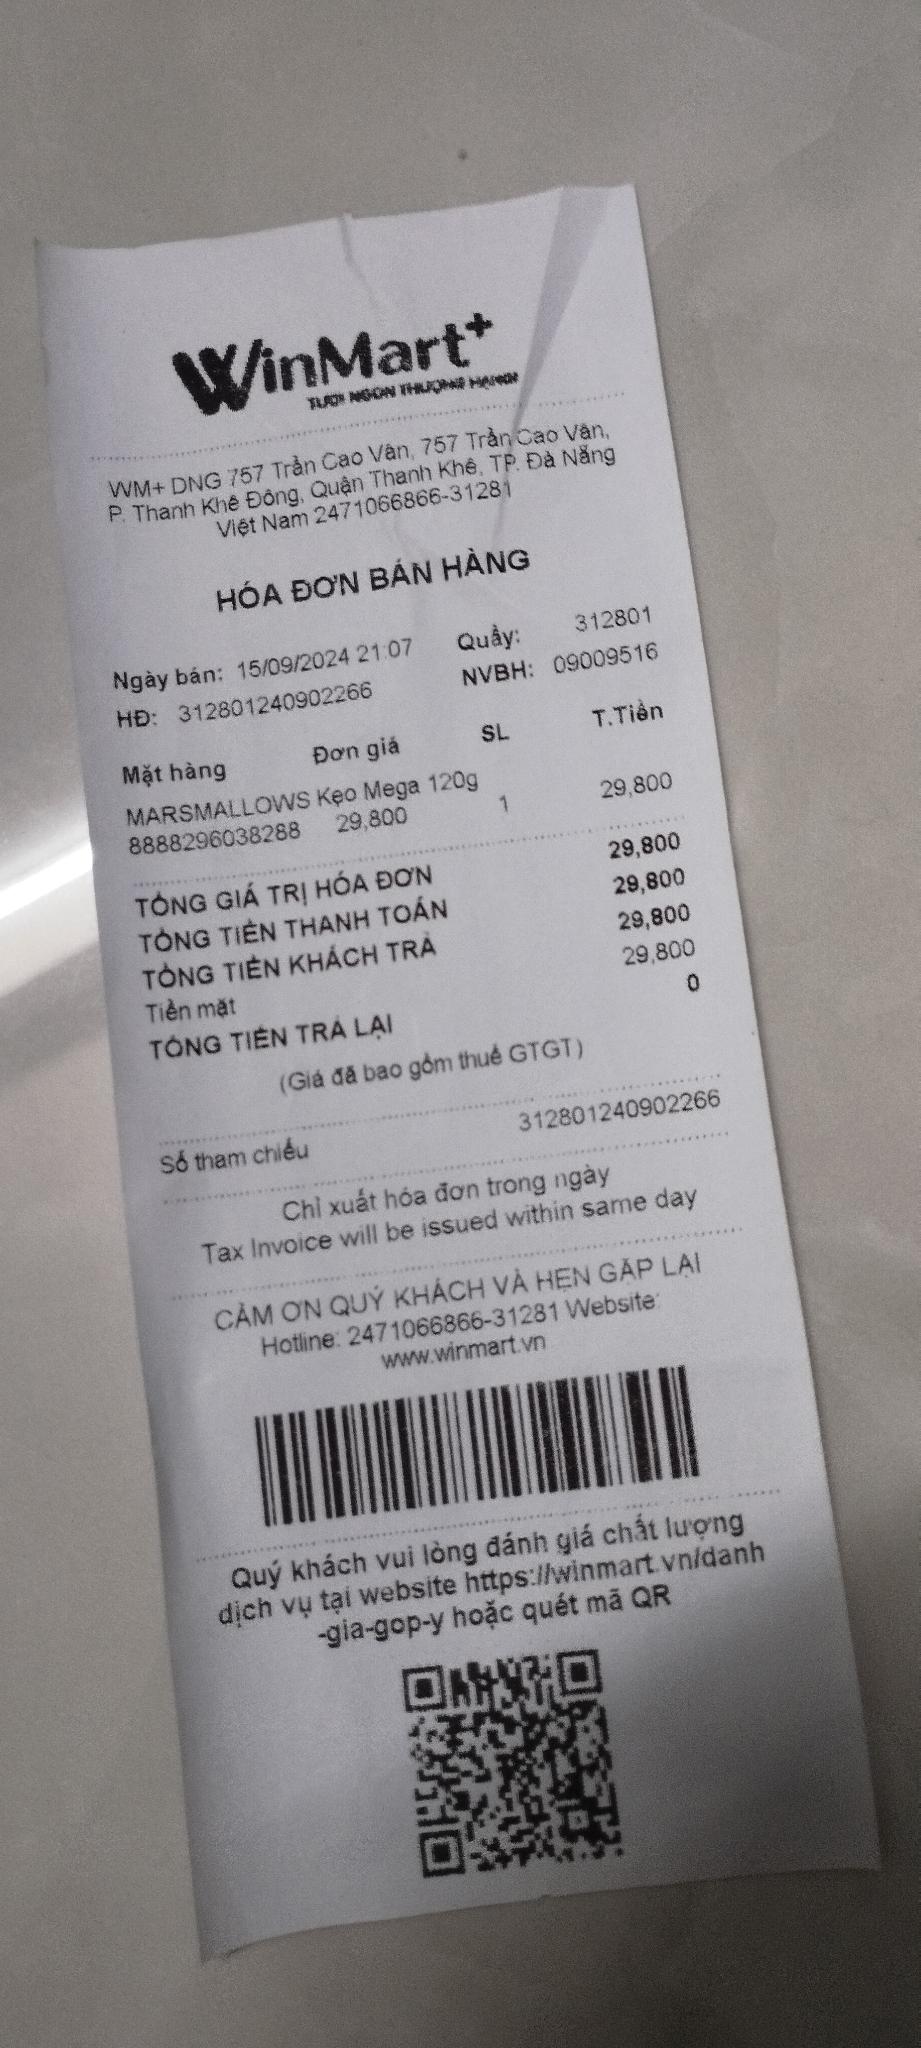 WinMart+
TƯƠI NGON THƯỢNG HẠNG!
WM+ DNG 757 Trần Cao Vân, 757 Trần Cao Vân,
P. Thanh Khê Đông, Quận Thanh Khê, TP. Đà Nẵng
Việt Nam 2471066866-31281
HÓA ĐƠN BÁN HÀNG
Ngày bán: 15/09/2024 21:07 Quầy: 312801
HĐ: 312801240902266 NVBH: 09009516
Mặt hàng Đơn giá SL T.Tiền
MARSMALLOWS Kẹo Mega 120g
8888296038288 29,800 1 29,800
TỔNG GIÁ TRỊ HÓA ĐƠN 29,800
TỔNG TIỀN THANH TOÁN 29,800
TỔNG TIỀN KHÁCH TRẢ 29,800
Tiền mặt 29,800
TỔNG TIỀN TRẢ LẠI 0
(Giá đã bao gồm thuế GTGT)
Số tham chiếu 312801240902266
Chỉ xuất hóa đơn trong ngày
Tax Invoice will be issued within same day
CẢM ƠN QUÝ KHÁCH VÀ HẸN GẶP LẠI
Hotline: 2471066866-31281 Website:
www.winmart.vn
Quý khách vui lòng đánh giá chất lượng
dịch vụ tại website https://winmart.vn/danh
-gia-gop-y hoặc quét mã QR